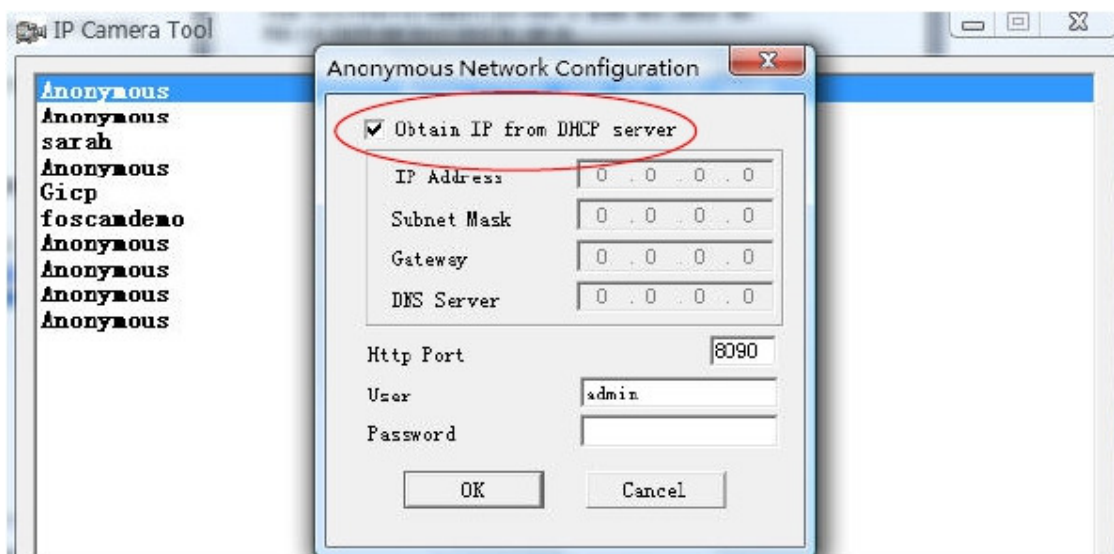 IP Camera Tool
Anonymous
Anonymous
sarah
Anonymous
Gicp
foscamdemo
Anonymous
Anonymous
Anonymous
Anonymous
Anonymous Network Configuration
Obtain IP from DHCP server
IP Address 0 . 0 . 0 . 0
Subnet Mask 0 . 0 . 0 . 0
Gateway 0 . 0 . 0 . 0
DNS Server 0 . 0 . 0 . 0
Http Port 8090
User admin
Password
OK Cancel